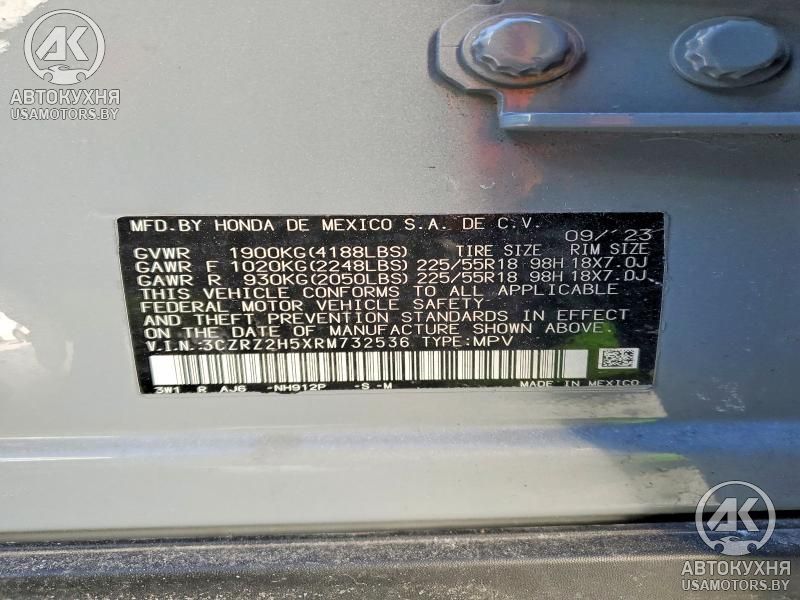 AK
АВТОКУХНЯ
USAMOTORS.BY
MFD.BY HONDA DE MEXICO S.A. DE C.V.
09/'23
GVWR 1900KG(4188LBS) TIRE SIZE RIM SIZE
GAWR F 1020KG(2248LBS) 225/55R18 98H 18X7.0J
GAWR R 930KG(2050LBS) 225/55R18 98H 18X7.0J
THIS VEHICLE CONFORMS TO ALL APPLICABLE
FEDERAL MOTOR VEHICLE SAFETY
AND THEFT PREVENTION STANDARDS IN EFFECT
ON THE DATE OF MANUFACTURE SHOWN ABOVE.
V.I.N.:3CZRZ2H5XRM732536 TYPE:MPV
3W1 R AJ6 -NH912P -S-M MADE IN MEXICO
AK
АВТОКУХНЯ
USAMOTORS.BY